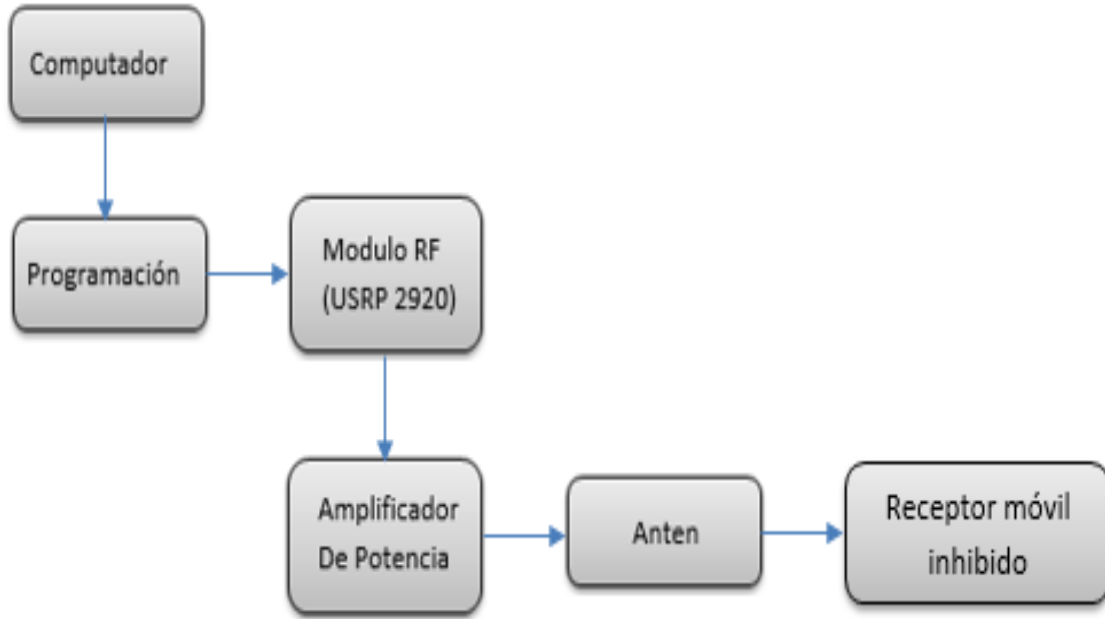 Computador
Programación
Modulo RF
(USRP 2920)
Amplificador
De Potencia
Anten
Receptor móvil
inhibido